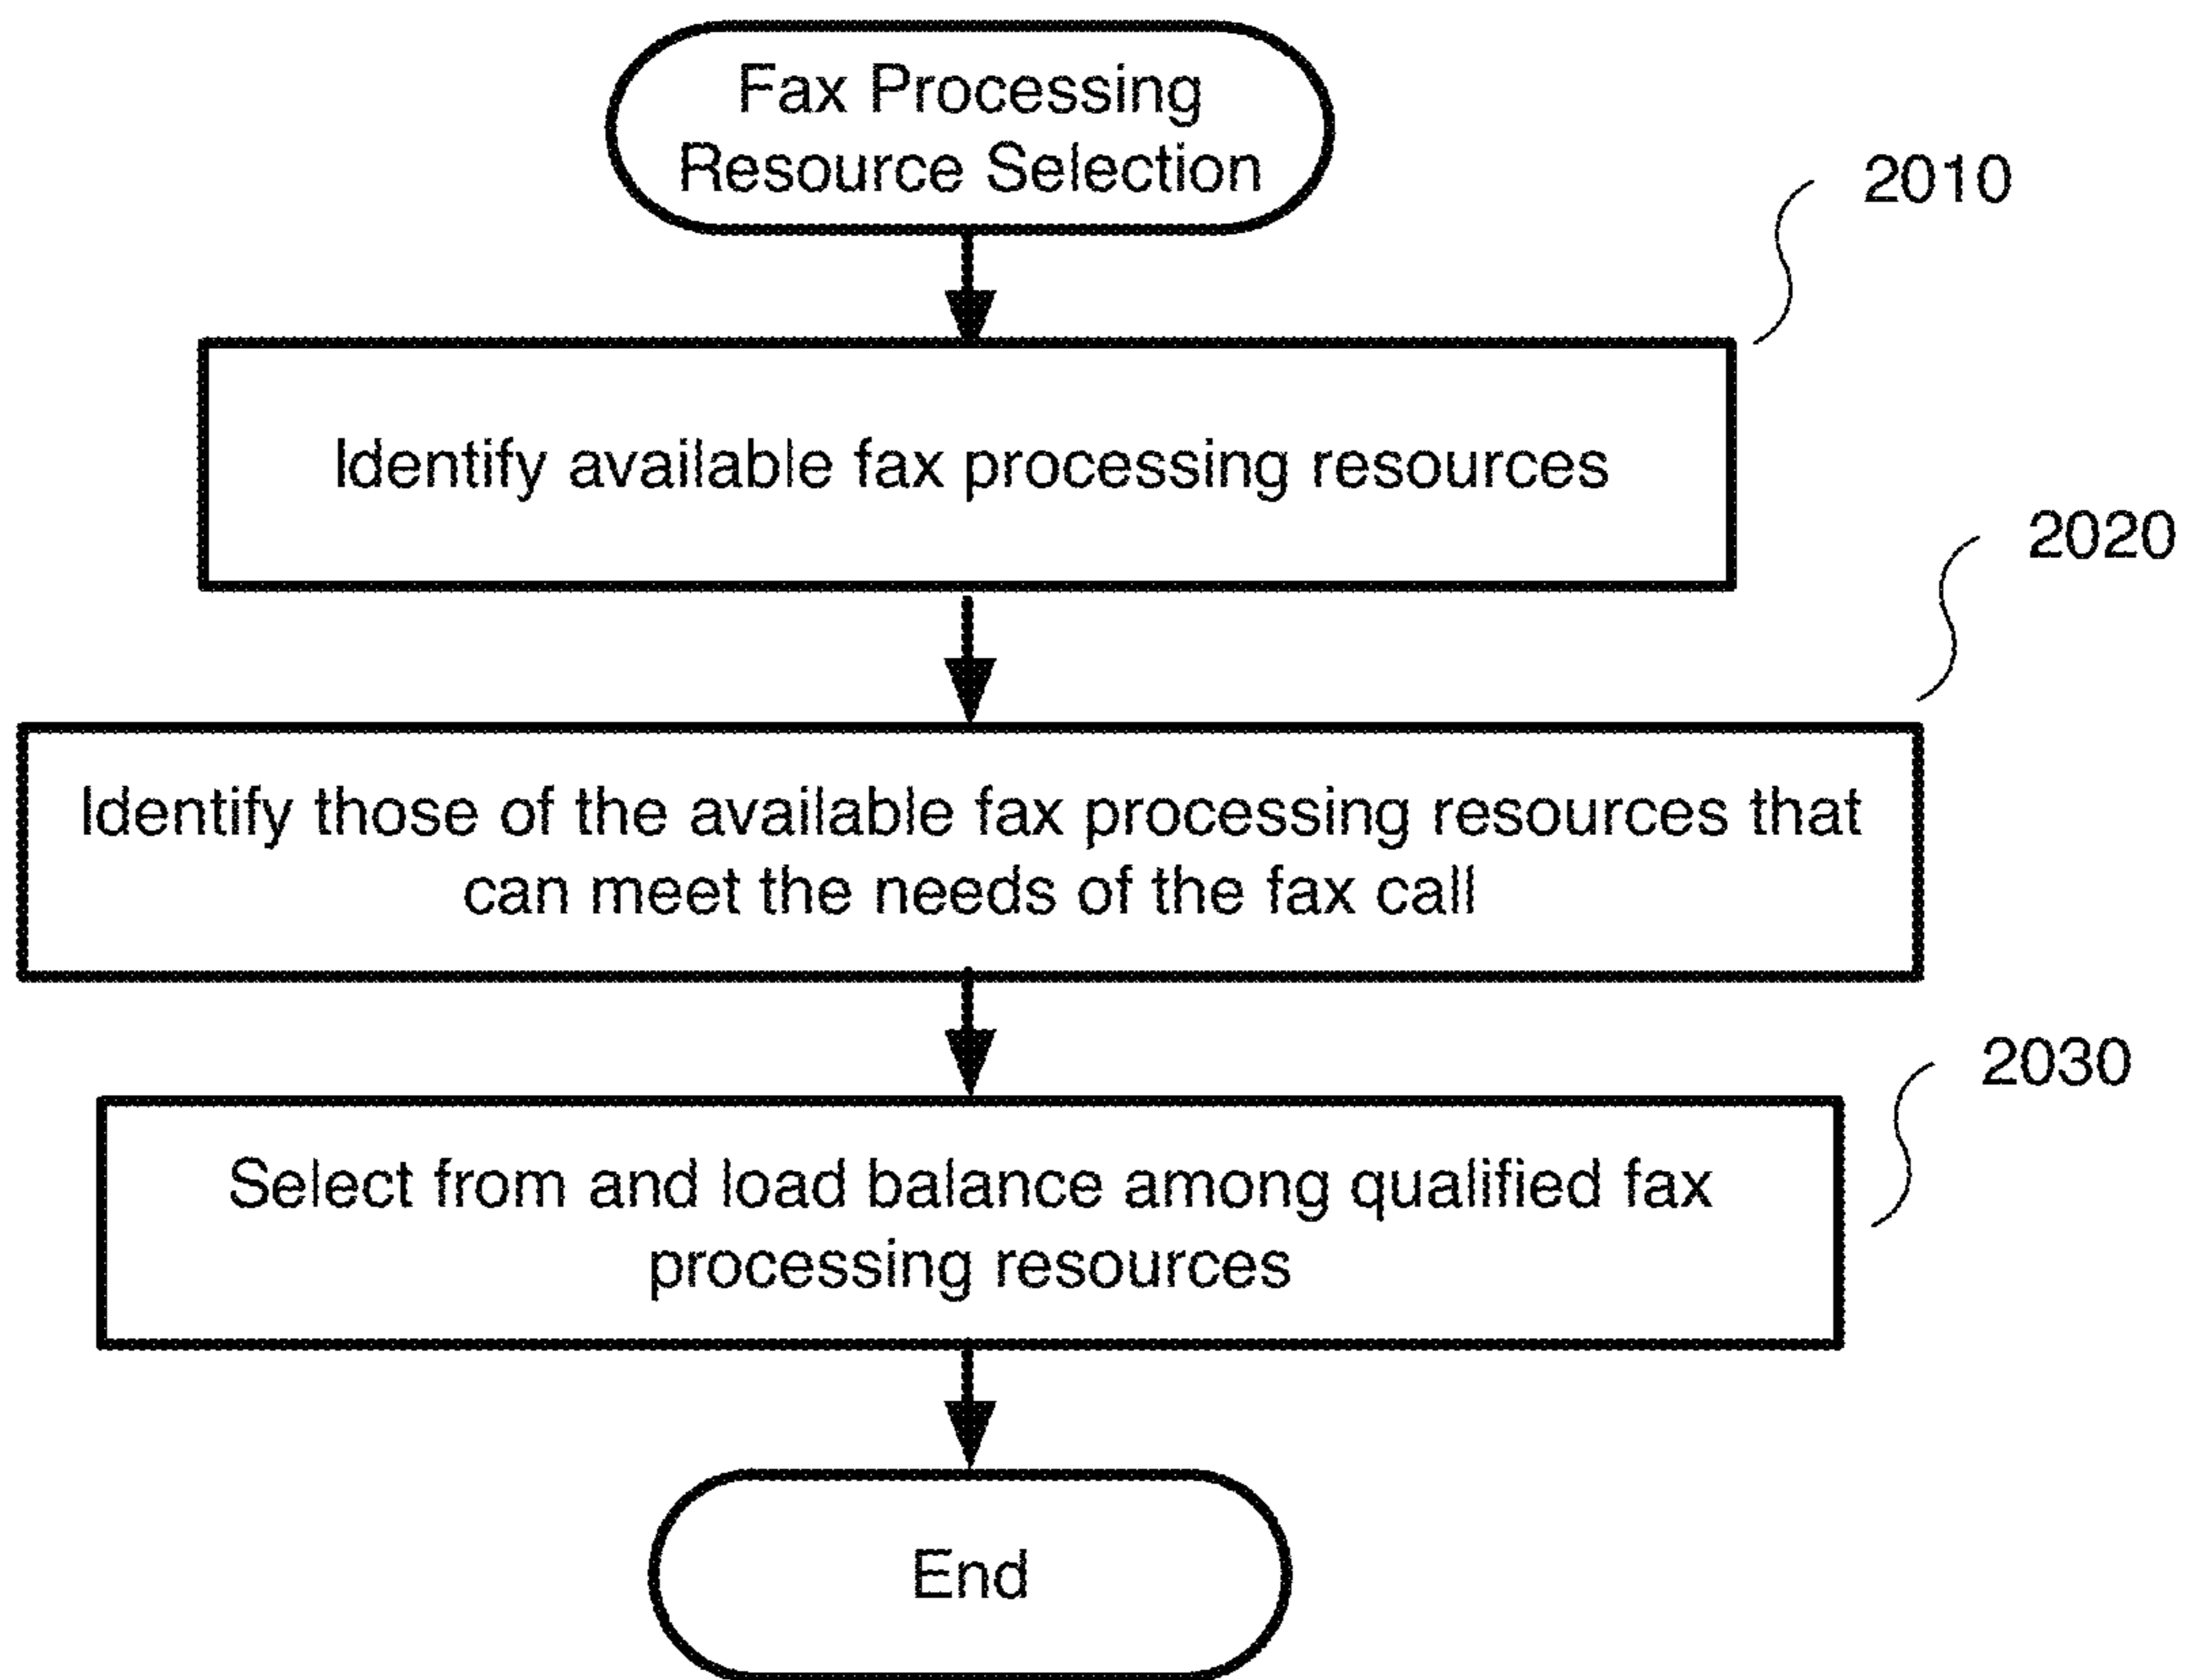 Fax Processing
Resource Selection
2010
Identify available fax processing resources
2020
Identify those of the available fax processing resources that
can meet the needs of the fax call
2030
Select from and load balance among qualified fax
processing resources
End